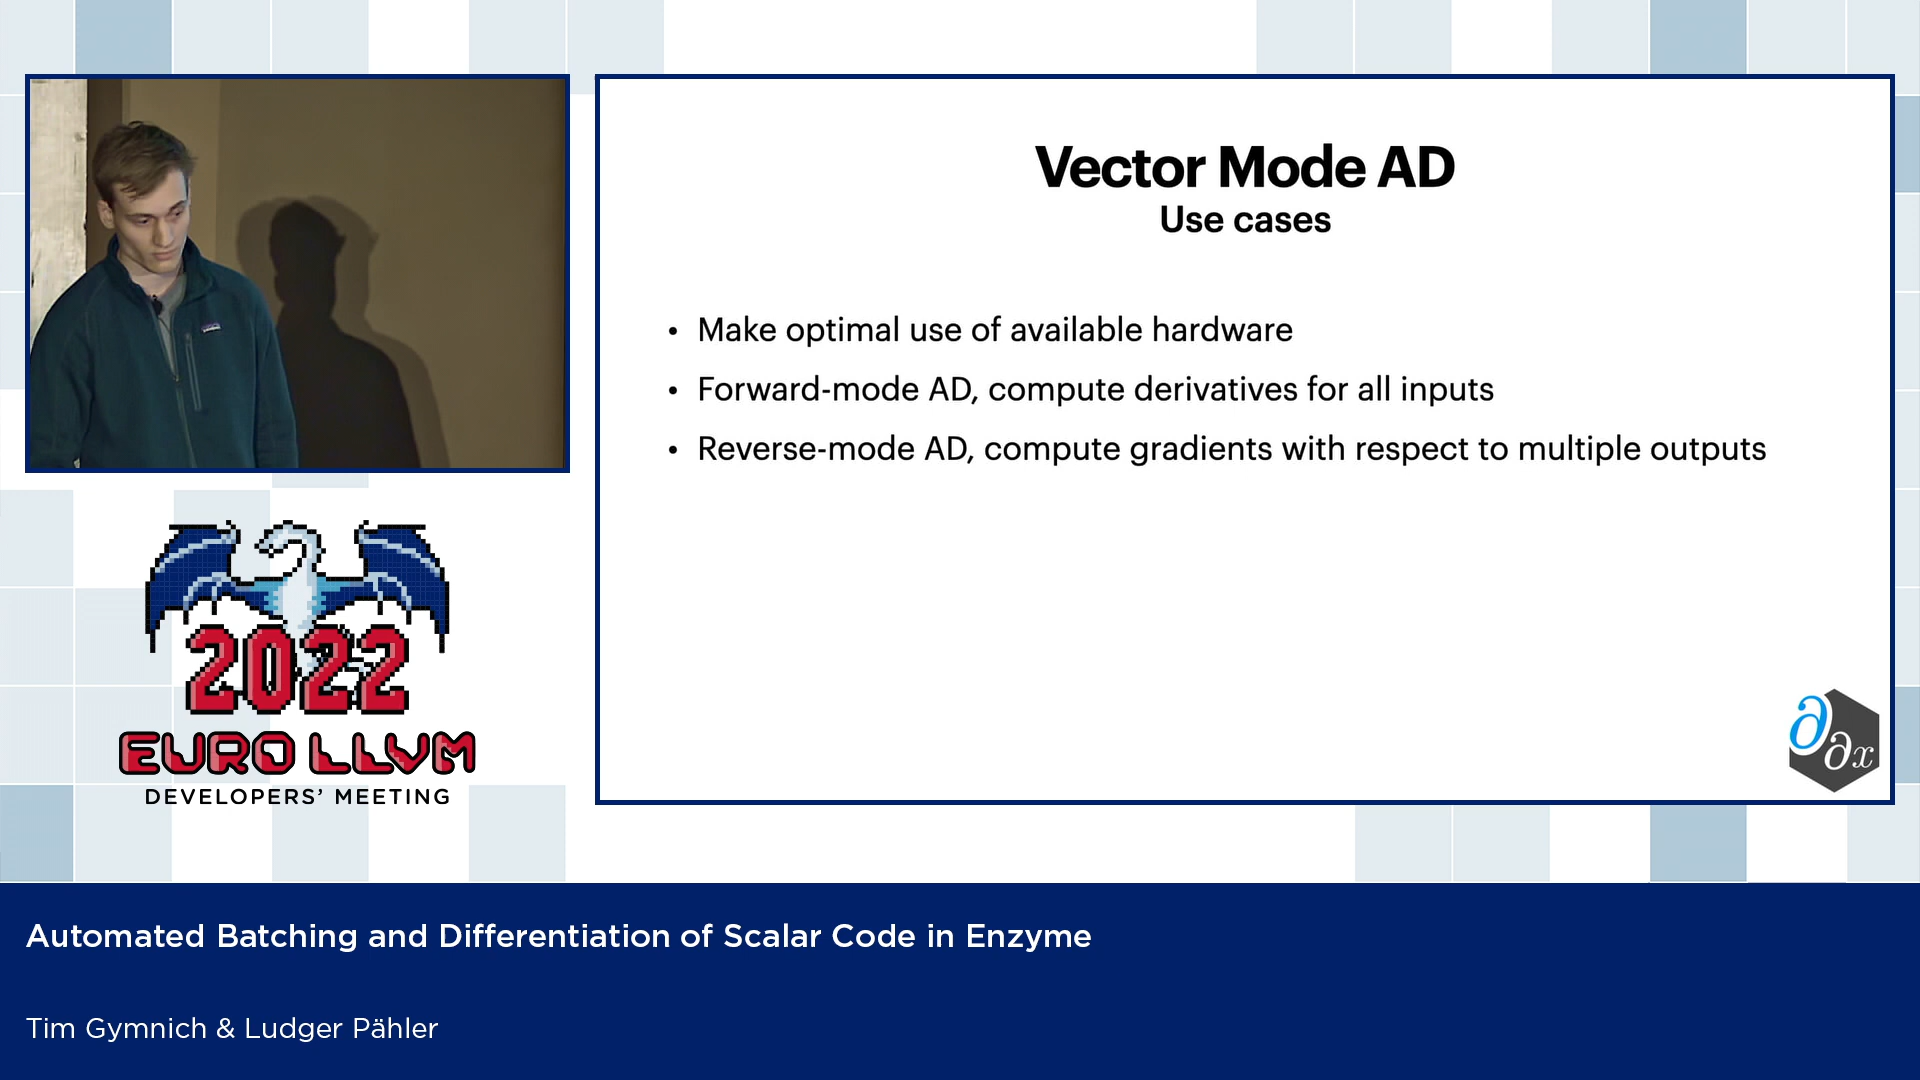 Vector Mode AD
Use cases
• Make optimal use of available hardware
• Forward-mode AD, compute derivatives for all inputs
• Reverse-mode AD, compute gradients with respect to multiple outputs
∂
∂x
2022
EURO LLVM
DEVELOPERS' MEETING
Automated Batching and Differentiation of Scalar Code in Enzyme
Tim Gymnich & Ludger Pähler